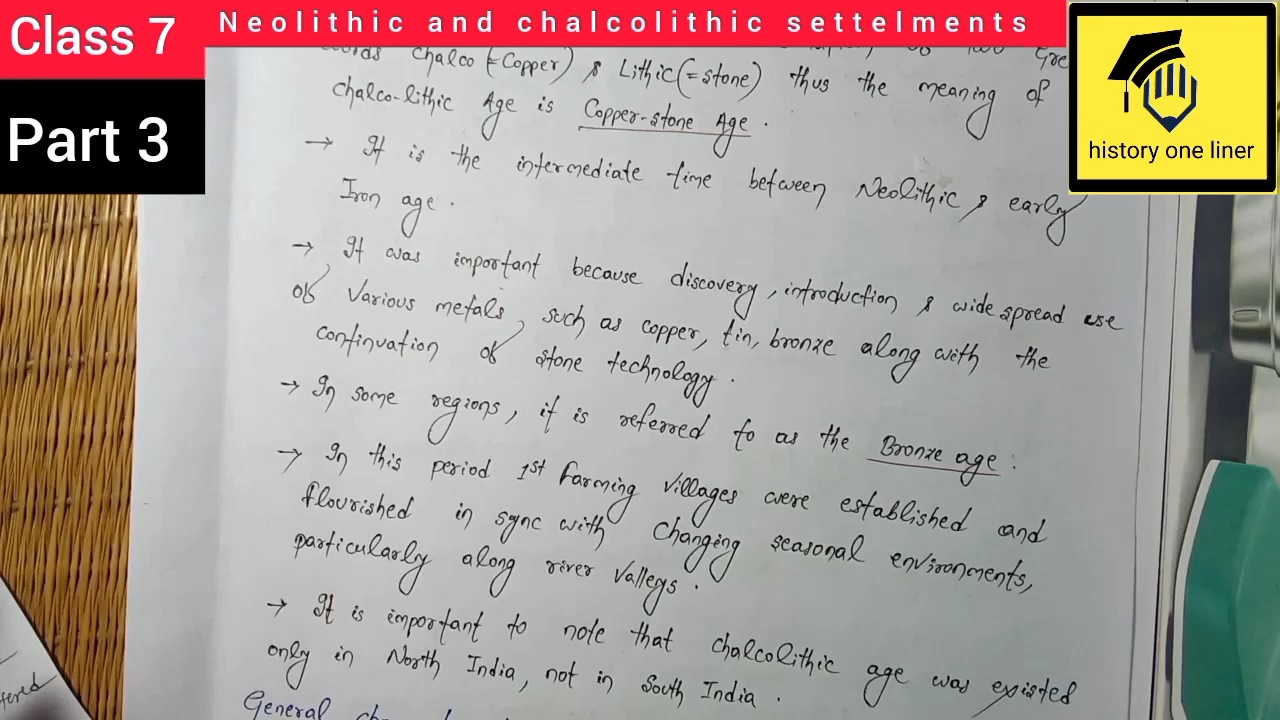 Class 7
Neolithic and chalcolithic settelments
Part 3
history one liner
words chalco (=Copper) & Lithic (=stone) thus the meaning of
chalco-lithic Age is Copper-stone Age.
→ It is the intermediate time between Neolithic & early
Iron age.
→ It was important because discovery, introduction & wide spread use
of various metals, such as copper, tin, bronze along with the
continuation of stone technology.
→ In some regions, it is referred to as the Bronze age.
→ In this period 1st farming villages were established and
flourished in sync with changing seasonal environments,
particularly along river valleys.
→ It is important to note that chalcolithic age was existed
only in North India, not in South India.
General